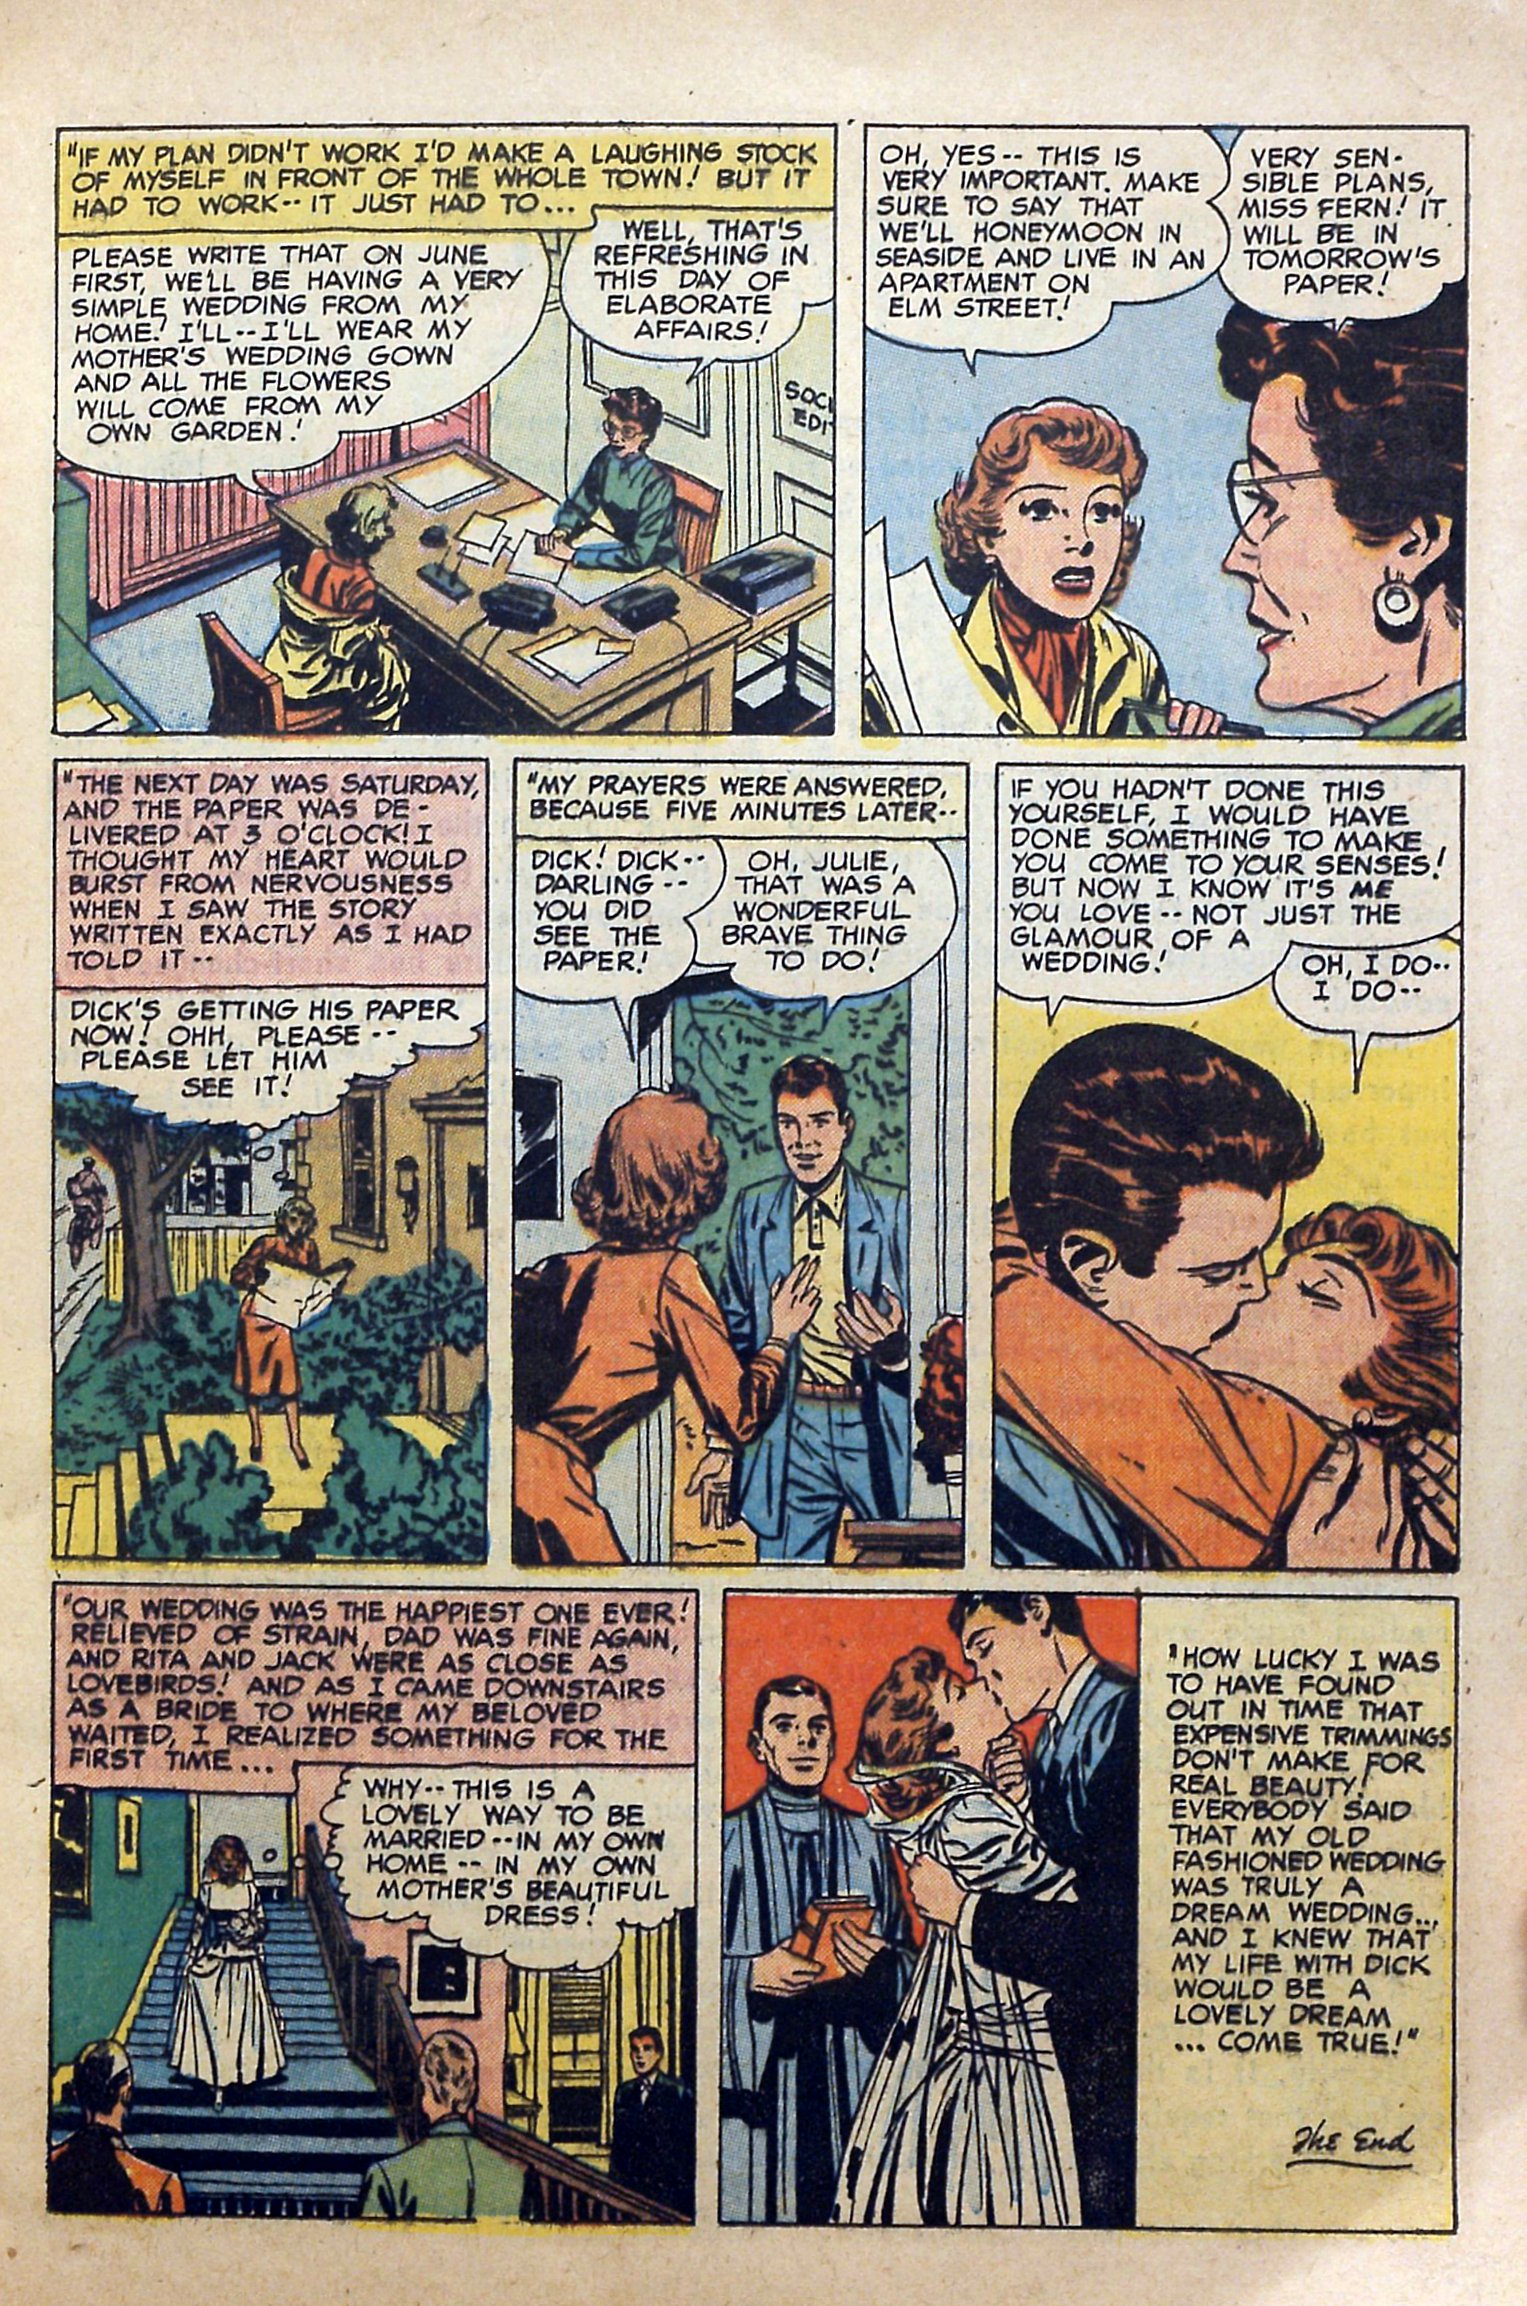 "IF MY PLAN DIDN'T WORK I'D MAKE A LAUGHING STOCK
OF MYSELF IN FRONT OF THE WHOLE TOWN! BUT IT
HAD TO WORK-- IT JUST HAD TO...
PLEASE WRITE THAT ON JUNE
FIRST, WE'LL BE HAVING A VERY
SIMPLE WEDDING FROM MY
HOME! I'LL -- I'LL WEAR MY
MOTHER'S WEDDING GOWN
AND ALL THE FLOWERS
WILL COME FROM MY
OWN GARDEN!
WELL, THAT'S
REFRESHING IN
THIS DAY OF
ELABORATE
AFFAIRS!
SOCI
EDIT
OH, YES-- THIS IS
VERY IMPORTANT. MAKE
SURE TO SAY THAT
WE'LL HONEYMOON IN
SEASIDE AND LIVE IN AN
APARTMENT ON
ELM STREET!
VERY SEN-
SIBLE PLANS,
MISS FERN! IT
WILL BE IN
TOMORROW'S
PAPER!
"THE NEXT DAY WAS SATURDAY,
AND THE PAPER WAS DE-
LIVERED AT 3 O'CLOCK! I
THOUGHT MY HEART WOULD
BURST FROM NERVOUSNESS
WHEN I SAW THE STORY
WRITTEN EXACTLY AS I HAD
TOLD IT--
DICK'S GETTING HIS PAPER
NOW! OHH, PLEASE --
PLEASE LET HIM
SEE IT!
"MY PRAYERS WERE ANSWERED,
BECAUSE FIVE MINUTES LATER--
DICK! DICK--
DARLING--
YOU DID
SEE THE
PAPER!
OH, JULIE,
THAT WAS A
WONDERFUL
BRAVE THING
TO DO!
IF YOU HADN'T DONE THIS
YOURSELF, I WOULD HAVE
DONE SOMETHING TO MAKE
YOU COME TO YOUR SENSES!
BUT NOW I KNOW IT'S ME
YOU LOVE -- NOT JUST THE
GLAMOUR OF A
WEDDING!
OH, I DO--
I DO--
"OUR WEDDING WAS THE HAPPIEST ONE EVER!
RELIEVED OF STRAIN, DAD WAS FINE AGAIN,
AND RITA AND JACK WERE AS CLOSE AS
LOVEBIRDS! AND AS I CAME DOWNSTAIRS
AS A BRIDE TO WHERE MY BELOVED
WAITED, I REALIZED SOMETHING FOR THE
FIRST TIME...
WHY-- THIS IS A
LOVELY WAY TO BE
MARRIED -- IN MY OWN
HOME -- IN MY OWN
MOTHER'S BEAUTIFUL
DRESS!
"HOW LUCKY I WAS
TO HAVE FOUND
OUT IN TIME THAT
EXPENSIVE TRIMMINGS
DON'T MAKE FOR
REAL BEAUTY!
EVERYBODY SAID
THAT MY OLD
FASHIONED WEDDING
WAS TRULY A
DREAM WEDDING...
AND I KNEW THAT
MY LIFE WITH DICK
WOULD BE A
LOVELY DREAM
... COME TRUE!"
The End